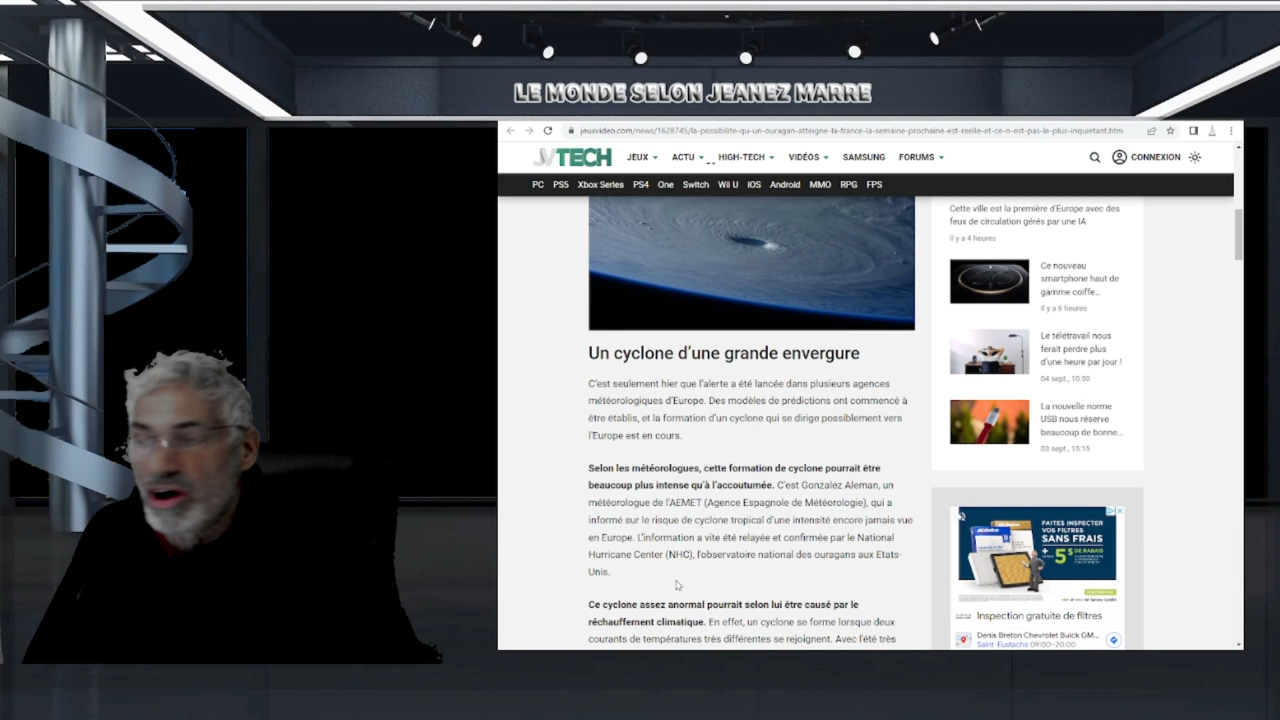 LE MONDE SELON JEANEZ MARRE
jeuxvideo.com/news/1628745/la-possibilite-qu-un-ouragan-atteigne-la-france-la-semaine-prochaine-est-reelle-et-ce-n-est-pas-le-plus-inquietant.htm
JVTECH JEUX ACTU HIGH-TECH VIDÉOS SAMSUNG FORUMS CONNEXION
PC PS5 Xbox Series PS4 One Switch Wii U iOS Android MMO RPG FPS
Un cyclone d’une grande envergure
C’est seulement hier que l’alerte a été lancée dans plusieurs agences
météorologiques d’Europe. Des modèles de prédictions ont commencé à
être établis, et la formation d’un cyclone qui se dirige possiblement vers
l’Europe est en cours.
Selon les météorologues, cette formation de cyclone pourrait être
beaucoup plus intense qu’à l’accoutumée. C’est Gonzalez Aleman, un
météorologue de l’AEMET (Agence Espagnole de Météorologie), qui a
informé sur le risque de cyclone tropical d’une intensité encore jamais vue
en Europe. L’information a vite été relayée et confirmée par le National
Hurricane Center (NHC), l’observatoire national des ouragans aux Etats-
Unis.
Ce cyclone assez anormal pourrait selon lui être causé par le
réchauffement climatique. En effet, un cyclone se forme lorsque deux
courants de températures très différentes se rejoignent. Avec l’été très
Cette ville est la première d’Europe avec des
feux de circulation gérés par une IA
Il y a 4 heures
Ce nouveau
smartphone haut de
gamme coiffe...
Il y a 6 heures
Le télétravail nous
ferait perdre plus
d’une heure par jour !
04 sept., 10:30
La nouvelle norme
USB nous réserve
beaucoup de bonne...
03 sept., 15:15
FAITES INSPECTER
VOS FILTRES
SANS FRAIS
+ 5$ DE RABAIS
Inspection gratuite de filtres
Denis Breton Chevrolet Buick GM...
Saint-Eustache 09:00–20:00